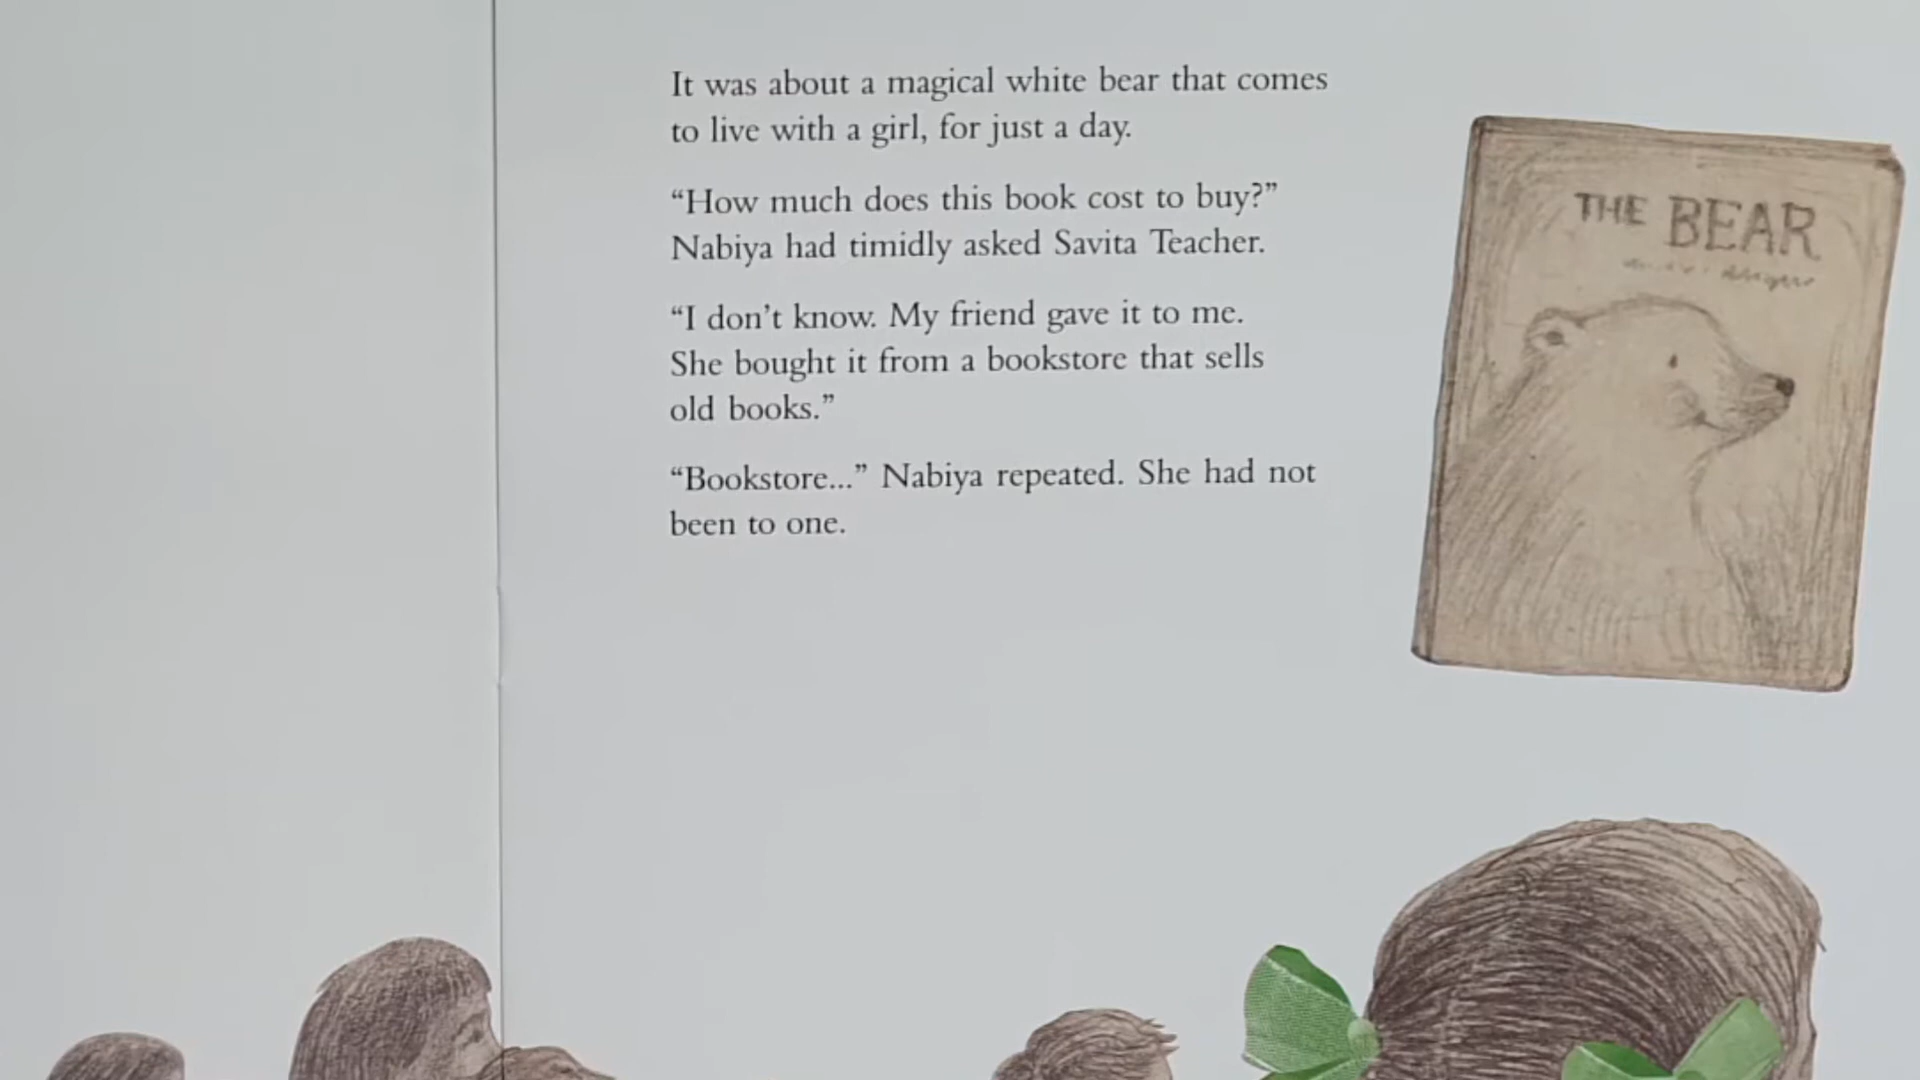 It was about a magical white bear that comes
to live with a girl, for just a day.
“How much does this book cost to buy?”
Nabiya had timidly asked Savita Teacher.
“I don’t know. My friend gave it to me.
She bought it from a bookstore that sells
old books.”
“Bookstore...” Nabiya repeated. She had not
been to one.
THE BEAR